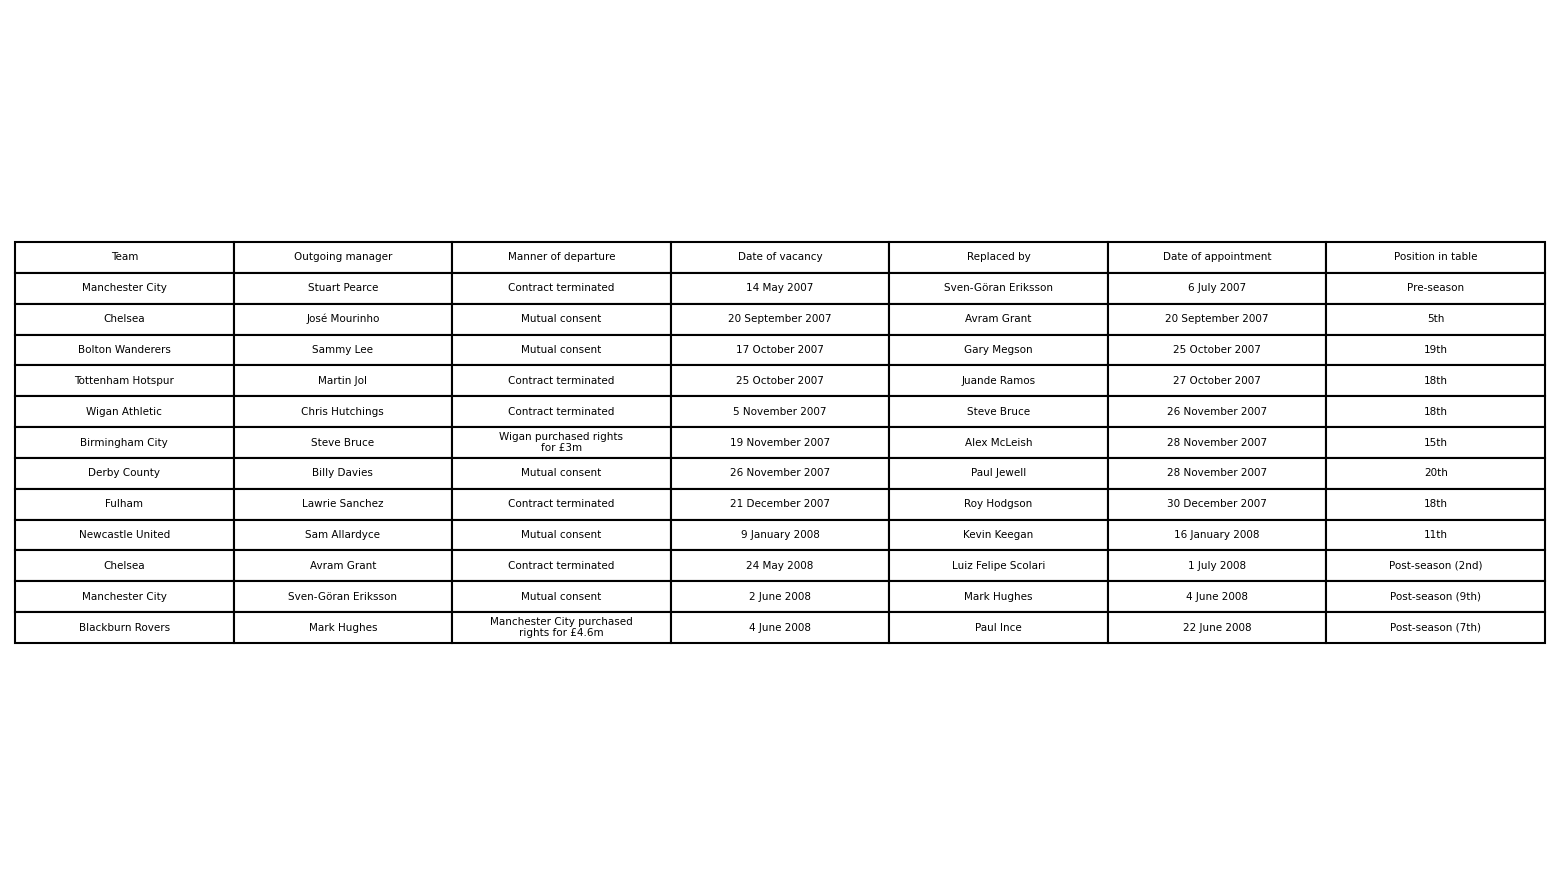 Team Outgoing manager Manner of departure Date of vacancy Replaced by Date of appointment Position in table
Manchester City Stuart Pearce Contract terminated 14 May 2007 Sven-Göran Eriksson 6 July 2007 Pre-season
Chelsea José Mourinho Mutual consent 20 September 2007 Avram Grant 20 September 2007 5th
Bolton Wanderers Sammy Lee Mutual consent 17 October 2007 Gary Megson 25 October 2007 19th
Tottenham Hotspur Martin Jol Contract terminated 25 October 2007 Juande Ramos 27 October 2007 18th
Wigan Athletic Chris Hutchings Contract terminated 5 November 2007 Steve Bruce 26 November 2007 18th
Birmingham City Steve Bruce Wigan purchased rights
for £3m 19 November 2007 Alex McLeish 28 November 2007 15th
Derby County Billy Davies Mutual consent 26 November 2007 Paul Jewell 28 November 2007 20th
Fulham Lawrie Sanchez Contract terminated 21 December 2007 Roy Hodgson 30 December 2007 18th
Newcastle United Sam Allardyce Mutual consent 9 January 2008 Kevin Keegan 16 January 2008 11th
Chelsea Avram Grant Contract terminated 24 May 2008 Luiz Felipe Scolari 1 July 2008 Post-season (2nd)
Manchester City Sven-Göran Eriksson Mutual consent 2 June 2008 Mark Hughes 4 June 2008 Post-season (9th)
Blackburn Rovers Mark Hughes Manchester City purchased
rights for £4.6m 4 June 2008 Paul Ince 22 June 2008 Post-season (7th)